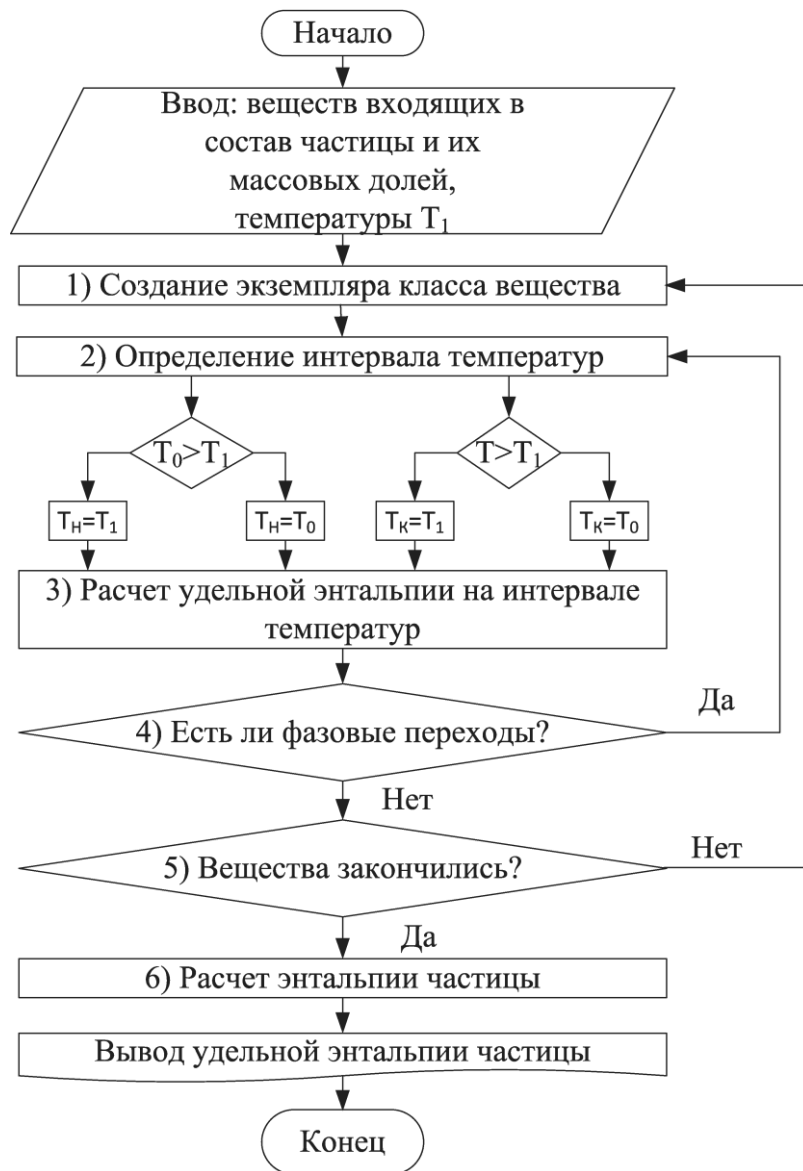 Начало
Ввод: веществ входящих в
состав частицы и их
массовых долей,
температуры T₁
1) Создание экземпляра класса вещества
2) Определение интервала температур
T₀>T₁
T>T₁
Tн=T₁
Tн=T₀
Tк=T₁
Tк=T₀
3) Расчет удельной энтальпии на интервале
температур
Да
4) Есть ли фазовые переходы?
Нет
5) Вещества закончились?
Нет
Да
6) Расчет энтальпии частицы
Вывод удельной энтальпии частицы
Конец